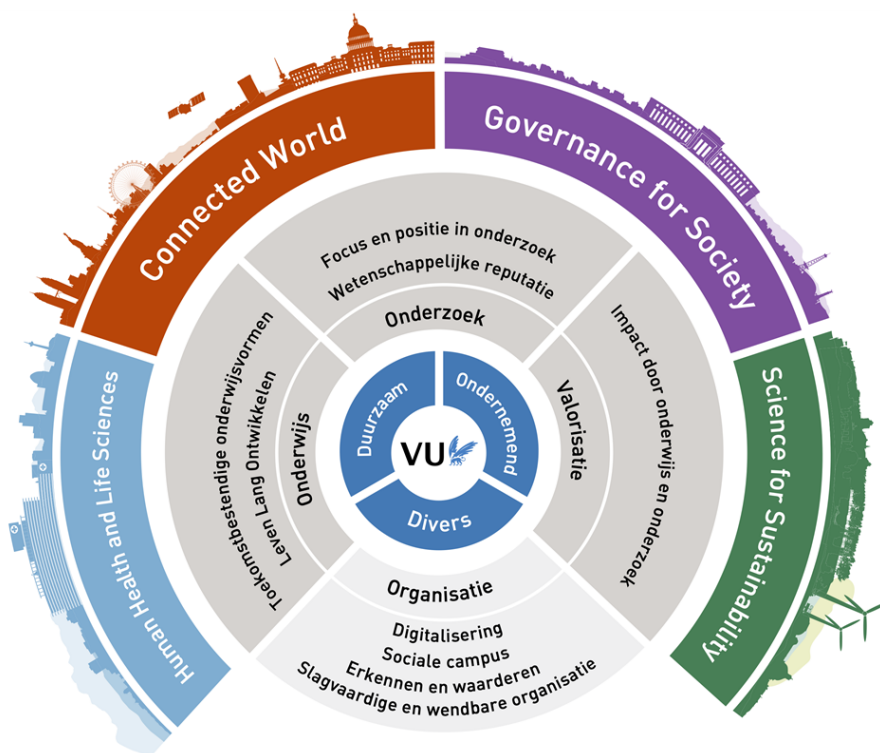 Connected World
Governance for Society
Human Health and Life Sciences
Science for Sustainability
Focus en positie in onderzoek
Wetenschappelijke reputatie
Onderzoek
Toekomstbestendige onderwijsvormen
Leven Lang Ontwikkelen
Onderwijs
Valorisatie
Impact door onderwijs en onderzoek
Duurzaam
Ondernemend
VU
Divers
Organisatie
Digitalisering
Sociale campus
Erkennen en waarderen
Slagvaardige en wendbare organisatie